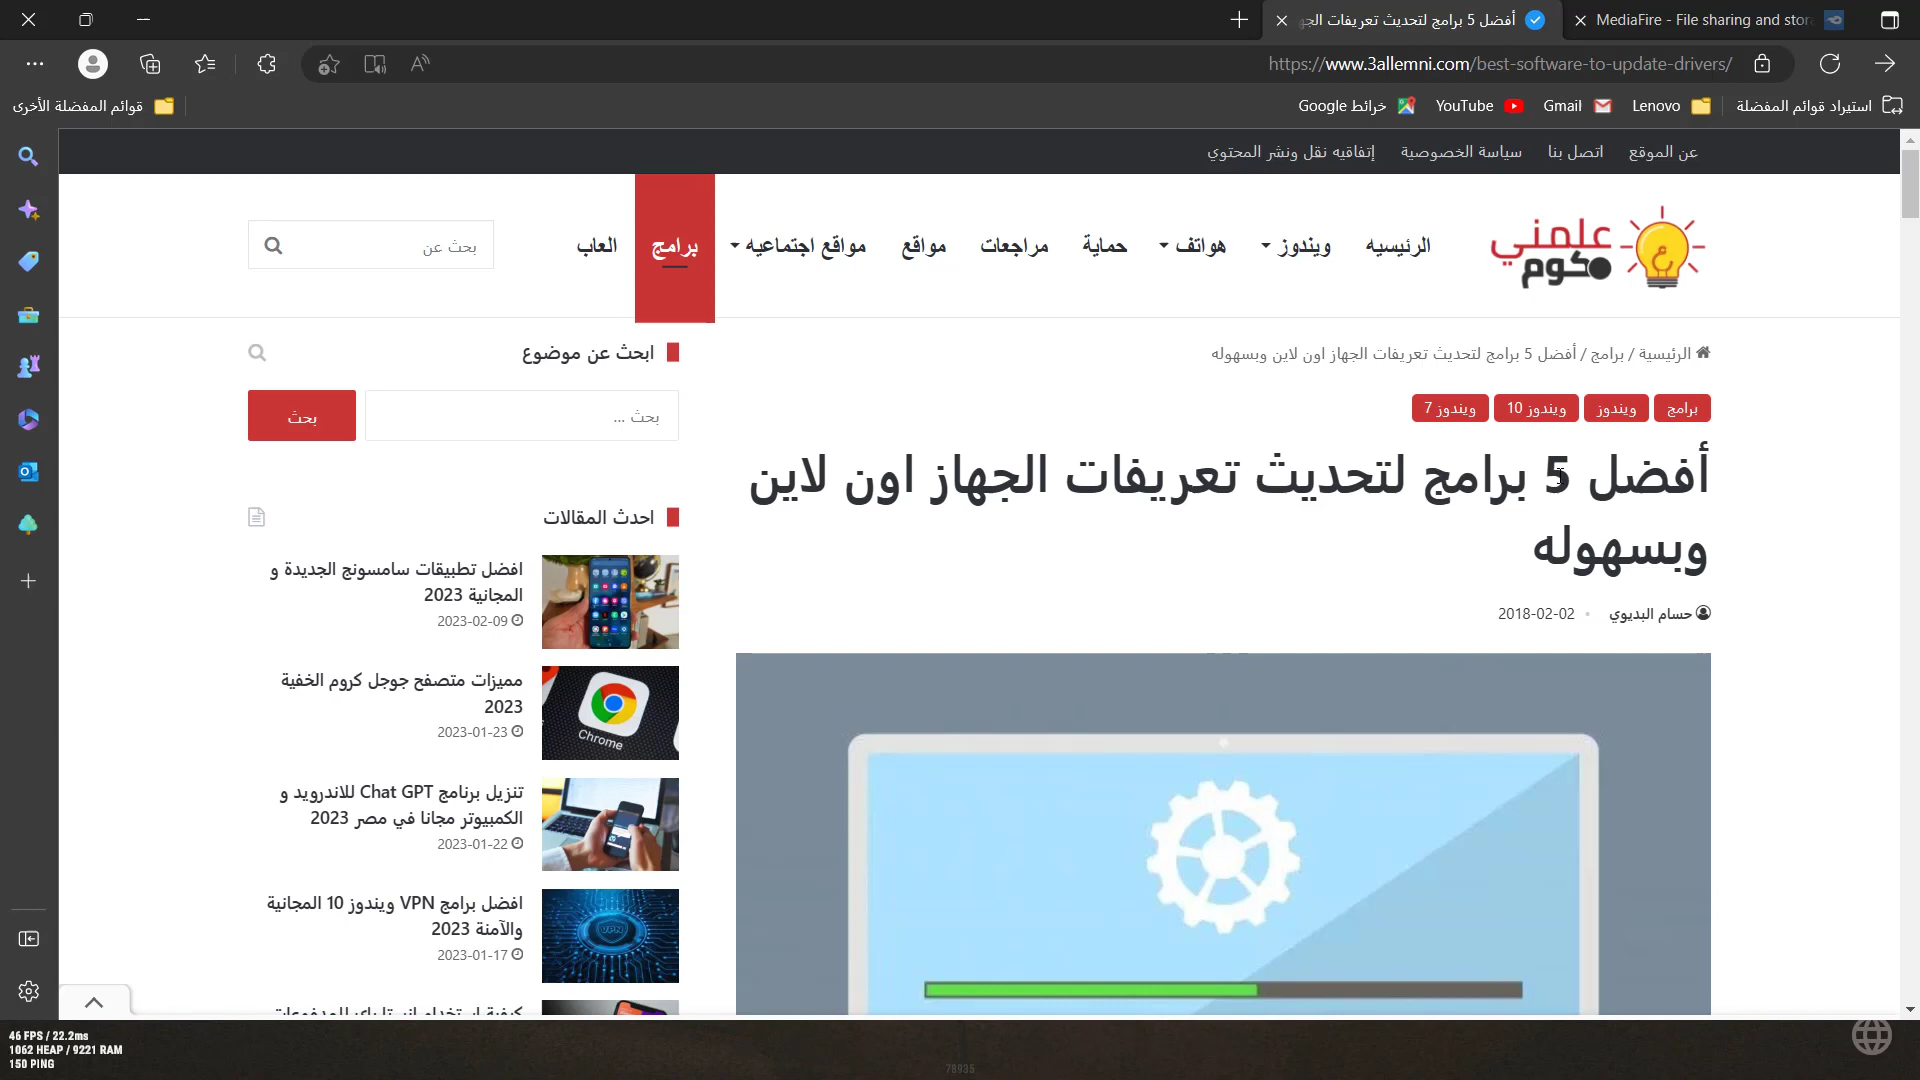 أفضل 5 برامج لتحديث تعريفات الجه
MediaFire - File sharing and stor
https://www.3allemni.com/best-software-to-update-drivers/
استيراد قوائم المفضلة
Lenovo
Gmail
YouTube
خرائط Google
قوائم المفضلة الأخرى
عن الموقع
اتصل بنا
سياسة الخصوصية
إتفاقيه نقل ونشر المحتوي
علمني
كوم
الرئيسيه
ويندوز
هواتف
حماية
مراجعات
مواقع
مواقع اجتماعيه
برامج
العاب
بحث عن
الرئيسية / برامج / أفضل 5 برامج لتحديث تعريفات الجهاز اون لاين وبسهوله
برامج
ويندوز
ويندوز 10
ويندوز 7
أفضل 5 برامج لتحديث تعريفات الجهاز اون لاين
وبسهوله
حسام البديوي
2018-02-02
ابحث عن موضوع
بحث ...
بحث
احدث المقالات
افضل تطبيقات سامسونج الجديدة و
المجانية 2023
2023-02-09
مميزات متصفح جوجل كروم الخفية
2023
2023-01-23
Chrome
تنزيل برنامج Chat GPT للاندرويد و
الكمبيوتر مجانا في مصر 2023
2023-01-22
افضل برامج VPN ويندوز 10 المجانية
والآمنة 2023
2023-01-17
VPN
46 FPS / 22.2ms
1062 HEAP / 9221 RAM
150 PING
78935